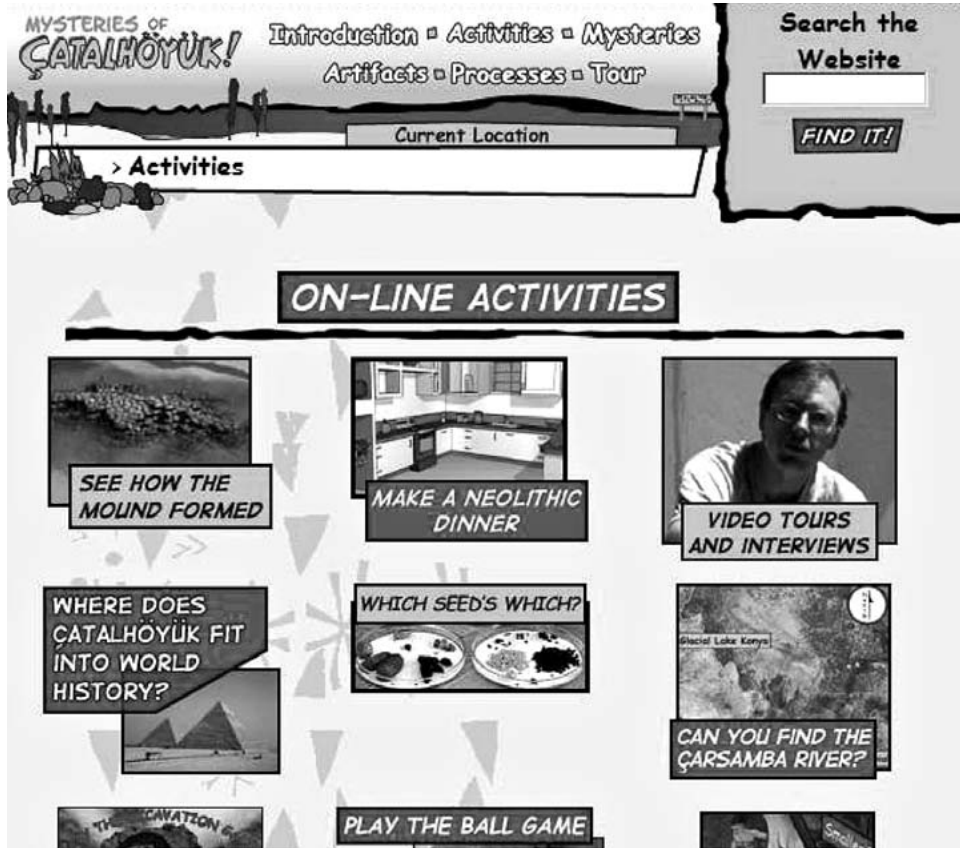 MYSTERIES OF
ÇATALHÖYÜK!
Introduction ▫ Activities ▫ Mysteries
Artifacts ▫ Processes ▫ Tour
Search the
Website
FIND IT!
Current Location
> Activities
ON-LINE ACTIVITIES
SEE HOW THE
MOUND FORMED
MAKE A NEOLITHIC
DINNER
VIDEO TOURS
AND INTERVIEWS
WHERE DOES
ÇATALHÖYÜK FIT
INTO WORLD
HISTORY?
WHICH SEED'S WHICH?
Glacial Lake Konya
CAN YOU FIND THE
ÇARSAMBA RIVER?
PLAY THE BALL GAME